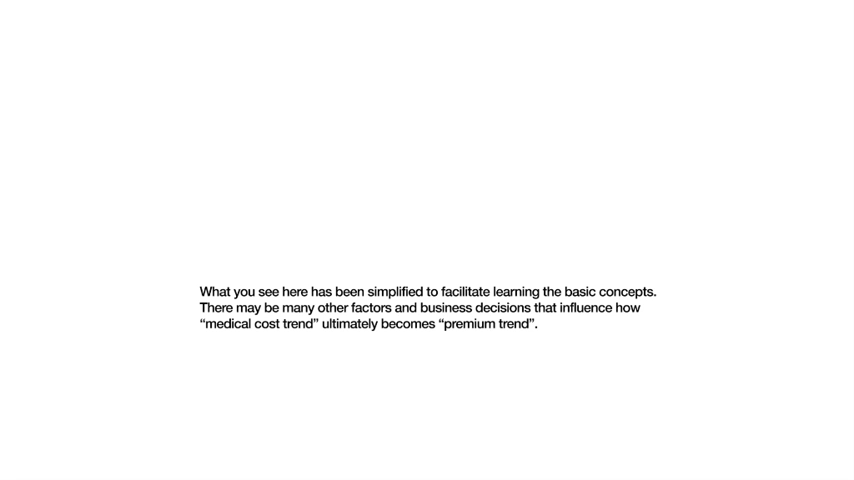 What you see here has been simplified to facilitate learning the basic concepts.
There may be many other factors and business decisions that influence how
“medical cost trend” ultimately becomes “premium trend”.